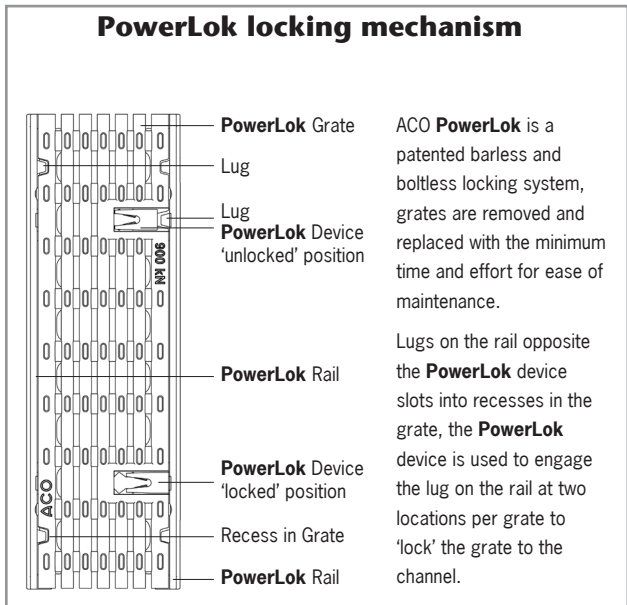 PowerLok locking mechanism
PowerLok Grate
Lug
Lug
PowerLok Device
‘unlocked’ position
900 kN
PowerLok Rail
PowerLok Device
‘locked’ position
ACO
Recess in Grate
PowerLok Rail
ACO PowerLok is a
patented barless and
boltless locking system,
grates are removed and
replaced with the minimum
time and effort for ease of
maintenance.
Lugs on the rail opposite
the PowerLok device
slots into recesses in the
grate, the PowerLok
device is used to engage
the lug on the rail at two
locations per grate to
‘lock’ the grate to the
channel.